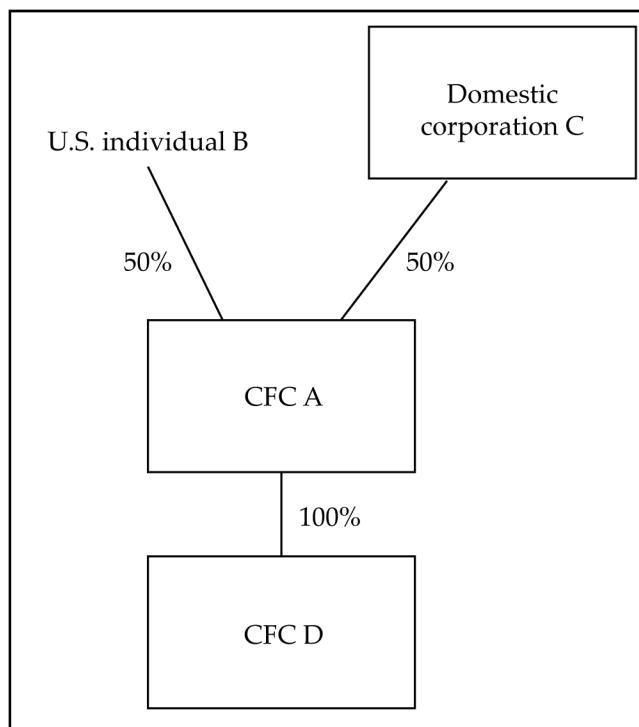 Domestic
corporation C
U.S. individual B
50%
50%
CFC A
100%
CFC D